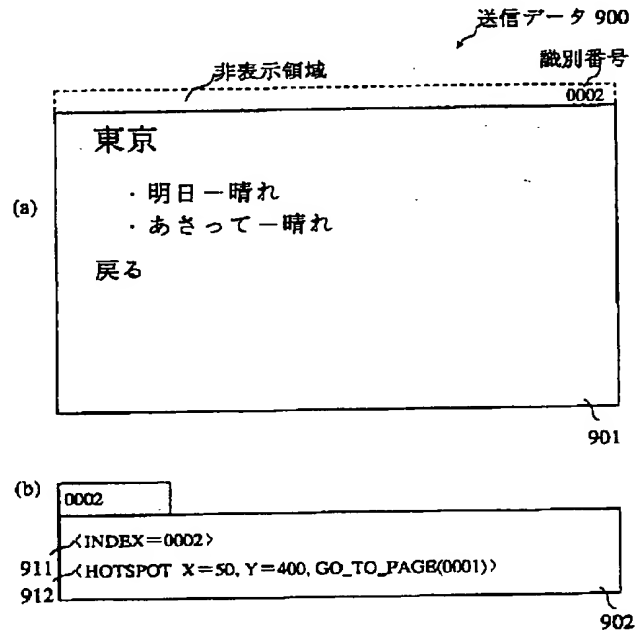 送信データ 900
非表示領域
識別番号
0002
東京
(a)
・明日－晴れ
・あさって－晴れ
戻る
901
(b)
0002
911
<INDEX=0002>
912
<HOTSPOT X=50, Y=400, GO_TO_PAGE(0001)>
902